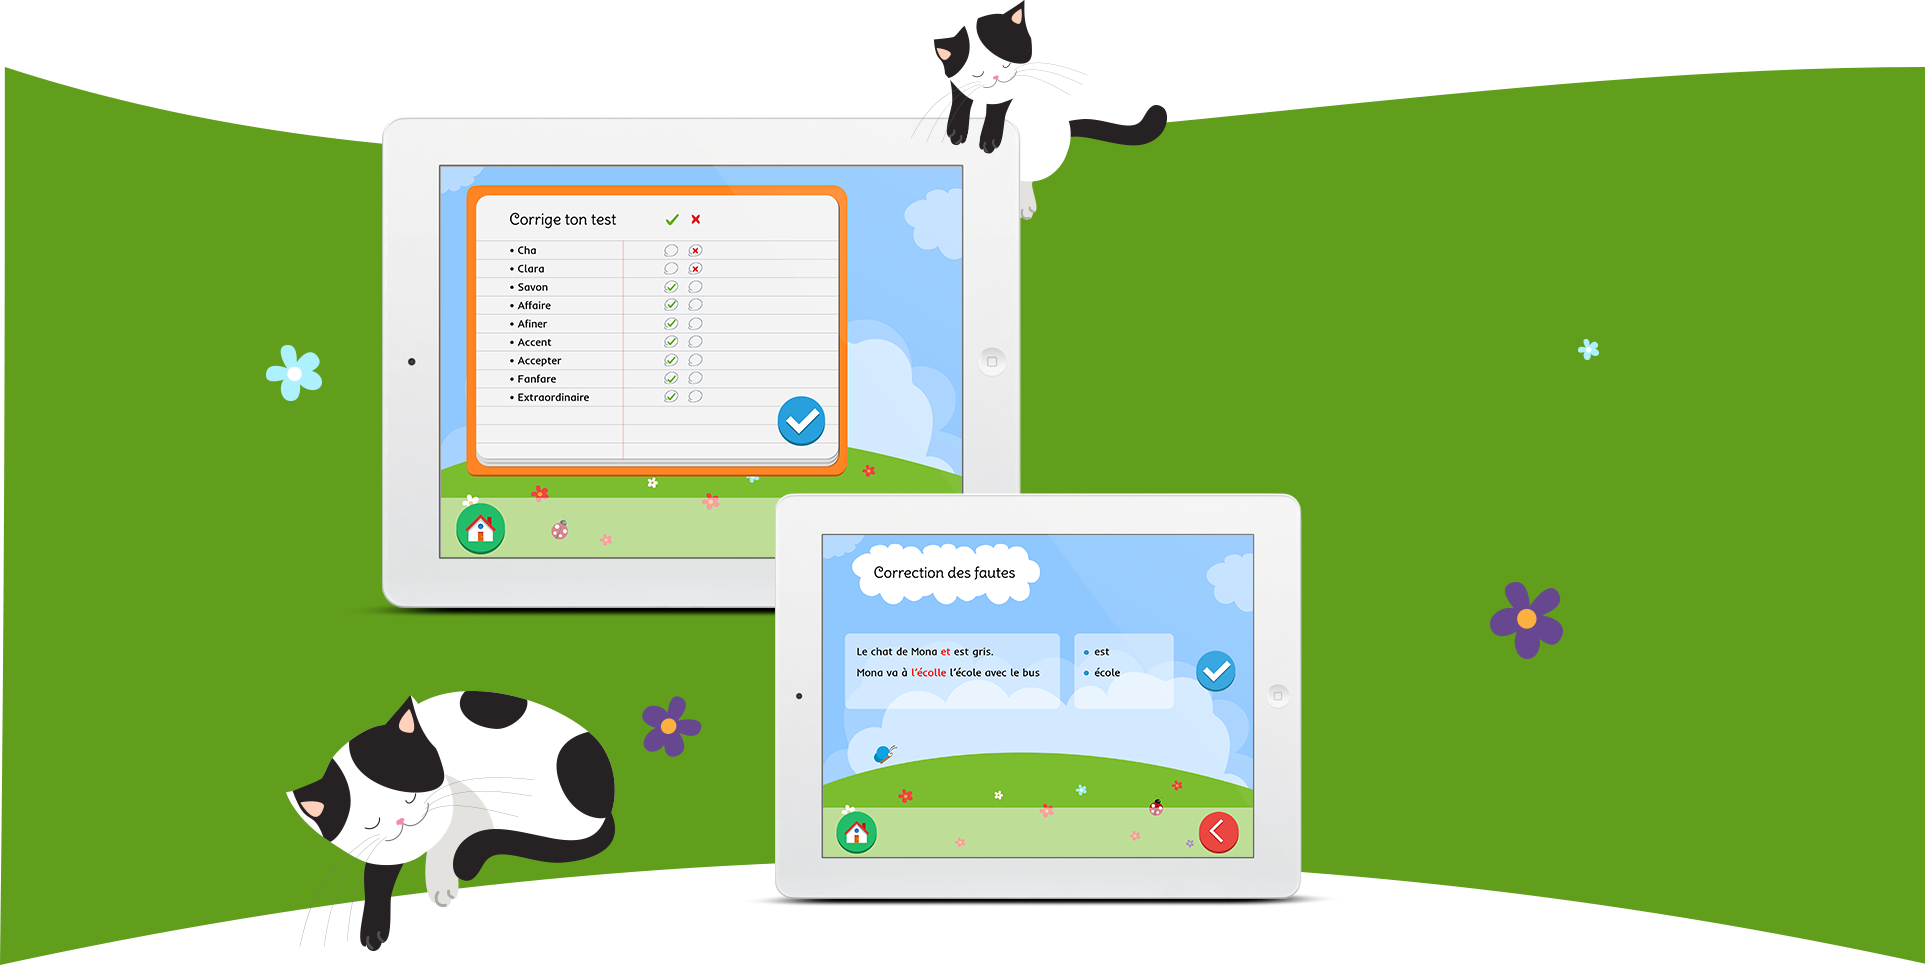 Corrige ton test
• Cha
• Clara
• Savon
• Affaire
• Afiner
• Accent
• Accepter
• Fanfare
• Extraordinaire
Correction des fautes
Le chat de Mona et est gris.
Mona va à l'écolle l'école avec le bus
• est
• école